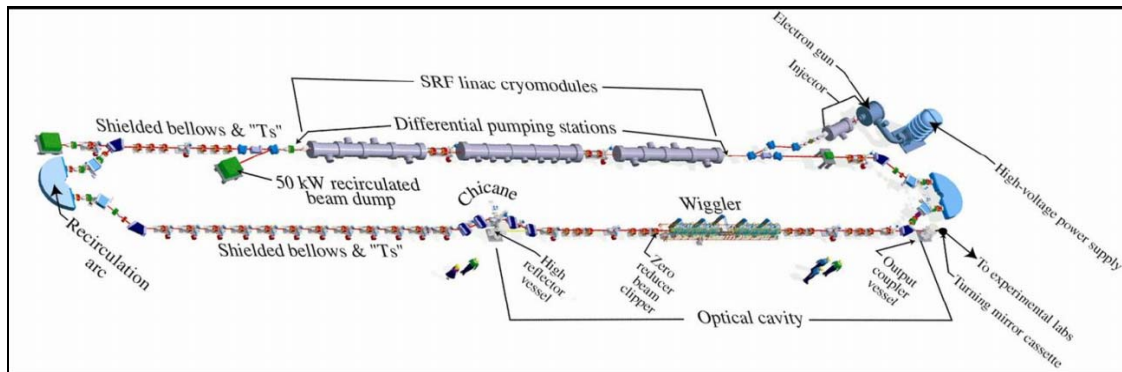 Electron gun
Injector
SRF linac cryomodules
Shielded bellows & "Ts"
Differential pumping stations
High-voltage power supply
50 kW recirculated
beam dump
Chicane
Wiggler
Recirculation
arc
Shielded bellows & "Ts"
High
reflector
vessel
Zero
reducer
beam
clipper
Output
coupler
vessel
To experimental labs
Turning mirror cassette
Optical cavity